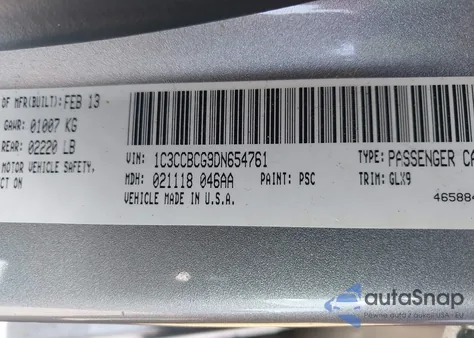 OF MFR(BUILT): FEB 13
GAWR: 01007 KG
REAR: 02220 LB
MOTOR VEHICLE SAFETY,
CT ON
VIN: 1C3CCBCG9DN654761
TYPE: PASSENGER CA
MDH: 021118 046AA PAINT: PSC
TRIM: GLX9
VEHICLE MADE IN U.S.A.
46588
autoSnap